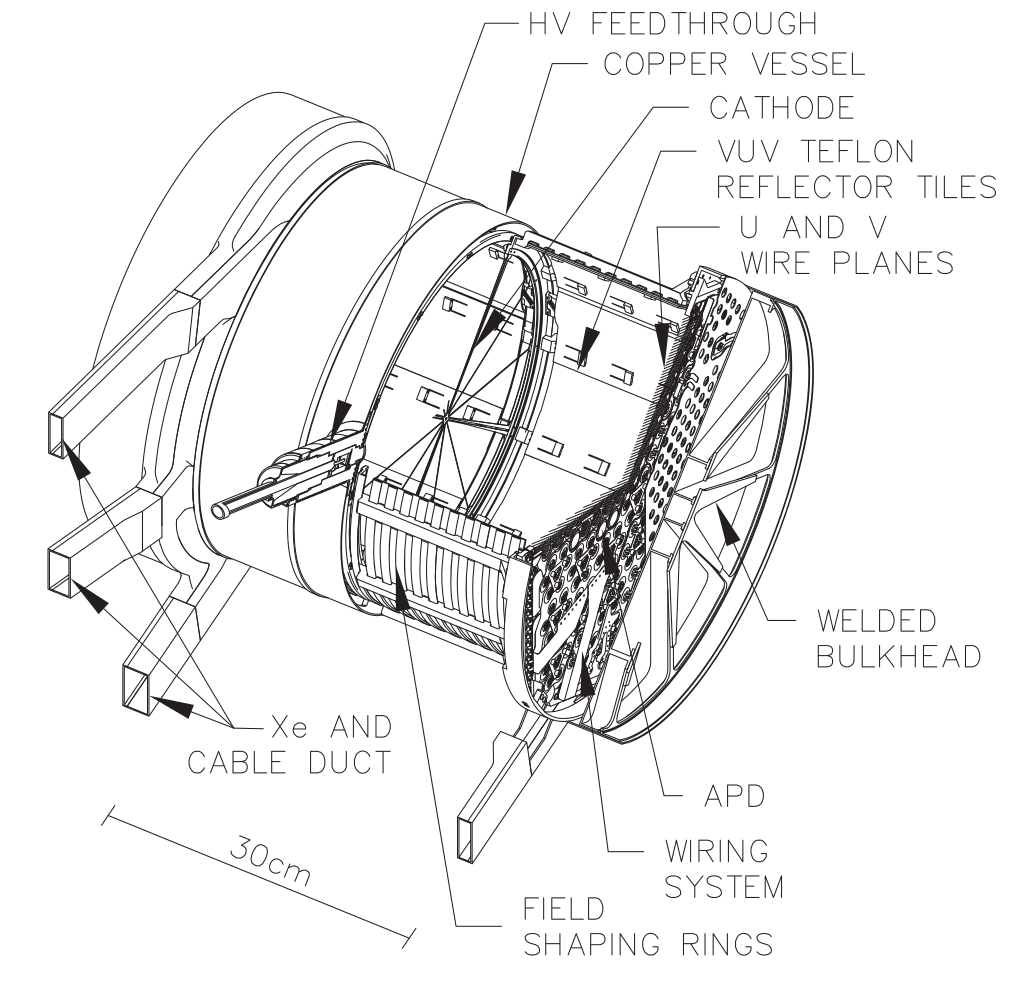 HV FEEDTHROUGH
COPPER VESSEL
CATHODE
VUV TEFLON
REFLECTOR TILES
U AND V
WIRE PLANES
WELDED
BULKHEAD
Xe AND
CABLE DUCT
APD
30cm
WIRING
SYSTEM
FIELD
SHAPING RINGS